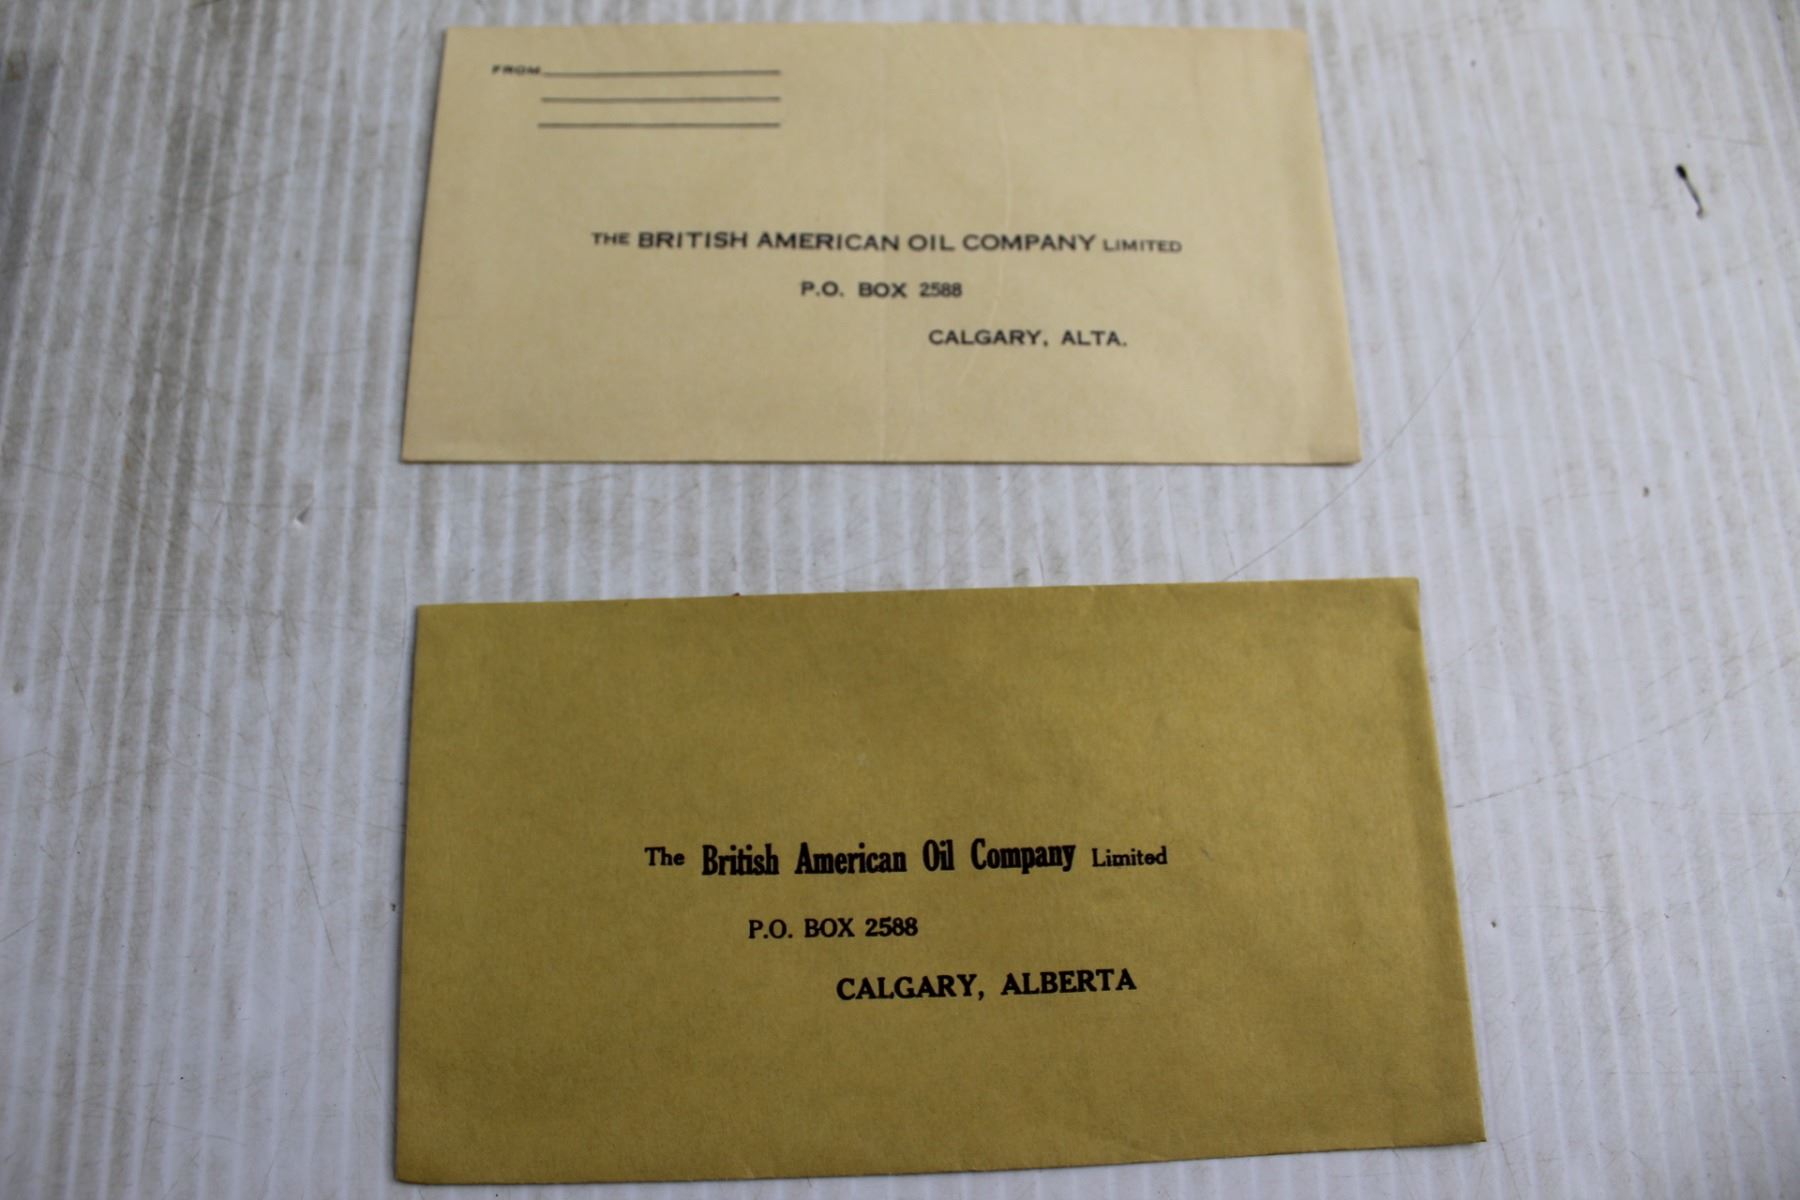 FROM
THE BRITISH AMERICAN OIL COMPANY LIMITED
P.O. BOX 2588
CALGARY, ALTA.
The British American Oil Company Limited
P.O. BOX 2588
CALGARY, ALBERTA